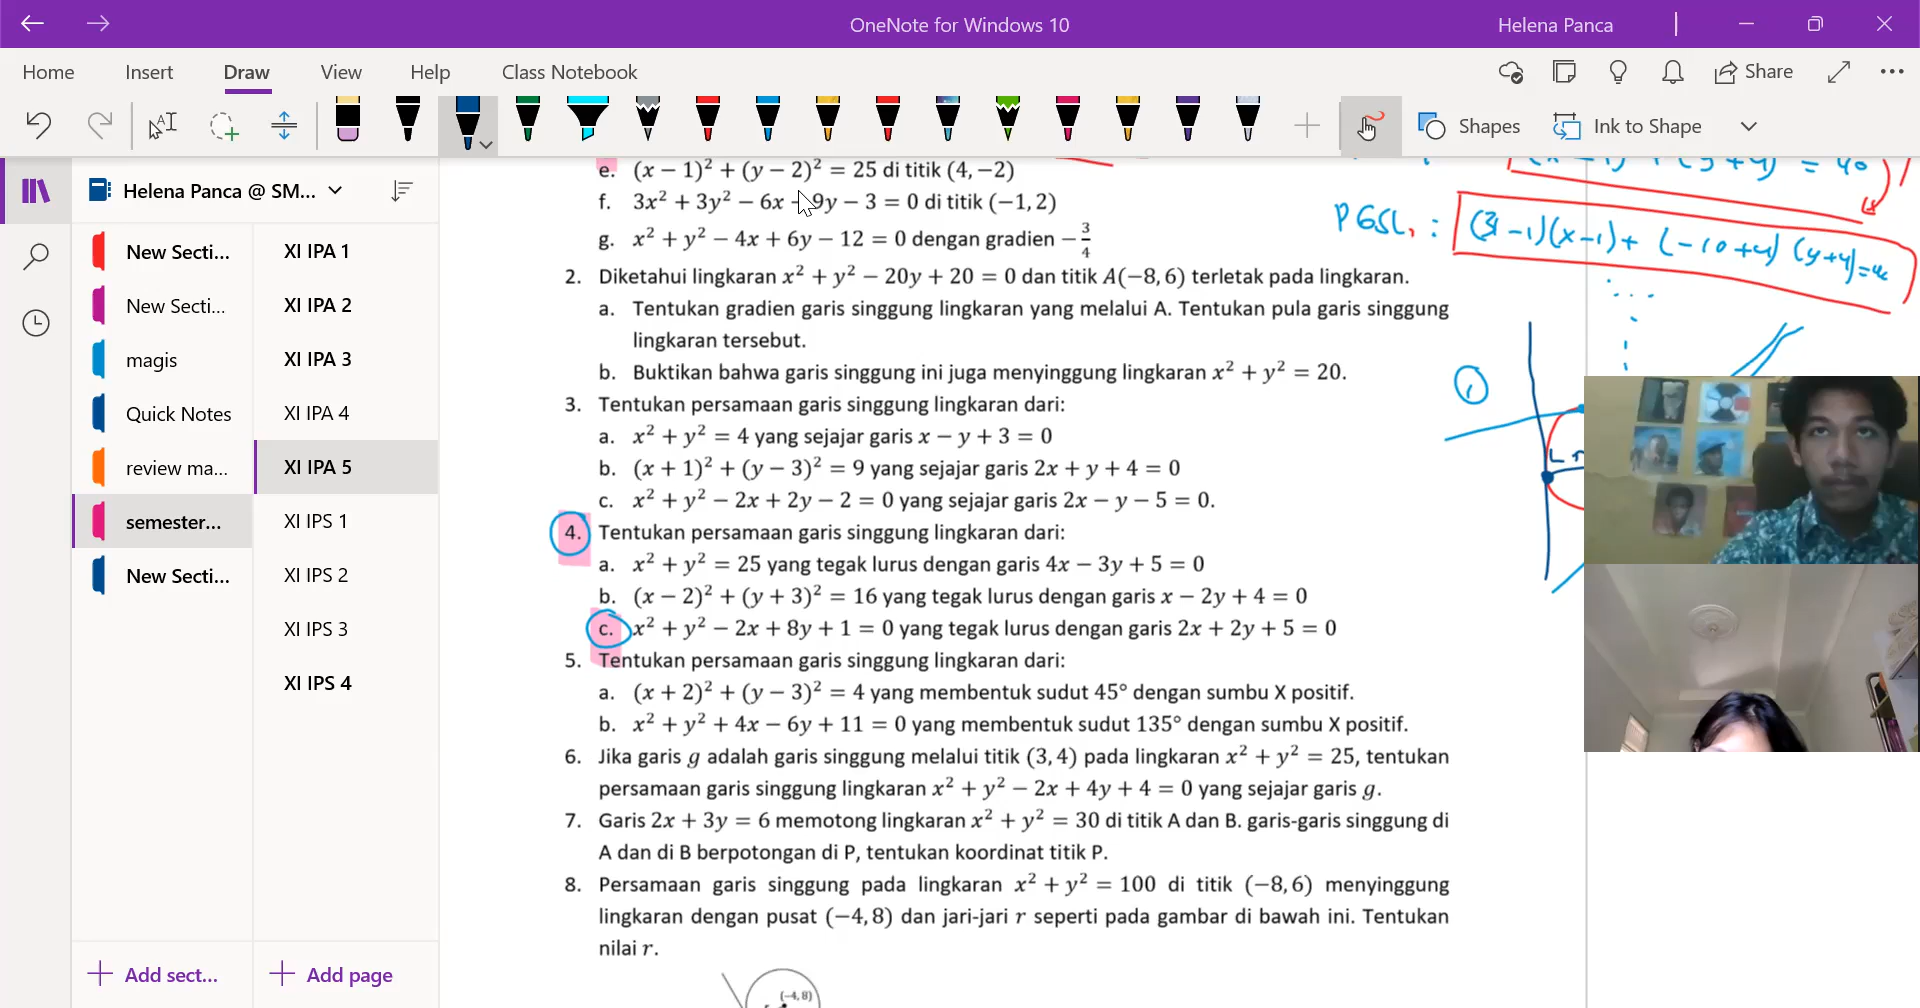 OneNote for Windows 10
Helena Panca
Home Insert Draw View Help Class Notebook
Share
Shapes Ink to Shape
Helena Panca @ SM...
New Secti...
New Secti...
magis
Quick Notes
review ma...
semester...
New Secti...
XI IPA 1
XI IPA 2
XI IPA 3
XI IPA 4
XI IPA 5
XI IPS 1
XI IPS 2
XI IPS 3
XI IPS 4
Add sect...
Add page
e. (x − 1)² + (y − 2)² = 25 di titik (4, −2)
f. 3x² + 3y² − 6x 9y − 3 = 0 di titik (−1, 2)
g. x² + y² − 4x + 6y − 12 = 0 dengan gradien −3/4
2. Diketahui lingkaran x² + y² − 20y + 20 = 0 dan titik A(−8, 6) terletak pada lingkaran.
a. Tentukan gradien garis singgung lingkaran yang melalui A. Tentukan pula garis singgung
lingkaran tersebut.
b. Buktikan bahwa garis singgung ini juga menyinggung lingkaran x² + y² = 20.
3. Tentukan persamaan garis singgung lingkaran dari:
a. x² + y² = 4 yang sejajar garis x − y + 3 = 0
b. (x + 1)² + (y − 3)² = 9 yang sejajar garis 2x + y + 4 = 0
c. x² + y² − 2x + 2y − 2 = 0 yang sejajar garis 2x − y − 5 = 0.
4. Tentukan persamaan garis singgung lingkaran dari:
a. x² + y² = 25 yang tegak lurus dengan garis 4x − 3y + 5 = 0
b. (x − 2)² + (y + 3)² = 16 yang tegak lurus dengan garis x − 2y + 4 = 0
c. x² + y² − 2x + 8y + 1 = 0 yang tegak lurus dengan garis 2x + 2y + 5 = 0
5. Tentukan persamaan garis singgung lingkaran dari:
a. (x + 2)² + (y − 3)² = 4 yang membentuk sudut 45° dengan sumbu X positif.
b. x² + y² + 4x − 6y + 11 = 0 yang membentuk sudut 135° dengan sumbu X positif.
6. Jika garis g adalah garis singgung melalui titik (3, 4) pada lingkaran x² + y² = 25, tentukan
persamaan garis singgung lingkaran x² + y² − 2x + 4y + 4 = 0 yang sejajar garis g.
7. Garis 2x + 3y = 6 memotong lingkaran x² + y² = 30 di titik A dan B. garis-garis singgung di
A dan di B berpotongan di P, tentukan koordinat titik P.
8. Persamaan garis singgung pada lingkaran x² + y² = 100 di titik (−8, 6) menyinggung
lingkaran dengan pusat (−4, 8) dan jari-jari r seperti pada gambar di bawah ini. Tentukan
nilai r.
(−4, 8)
= 40
PGSL₁ : (3-1)(x-1) + (-10+4)(y+4)=
1